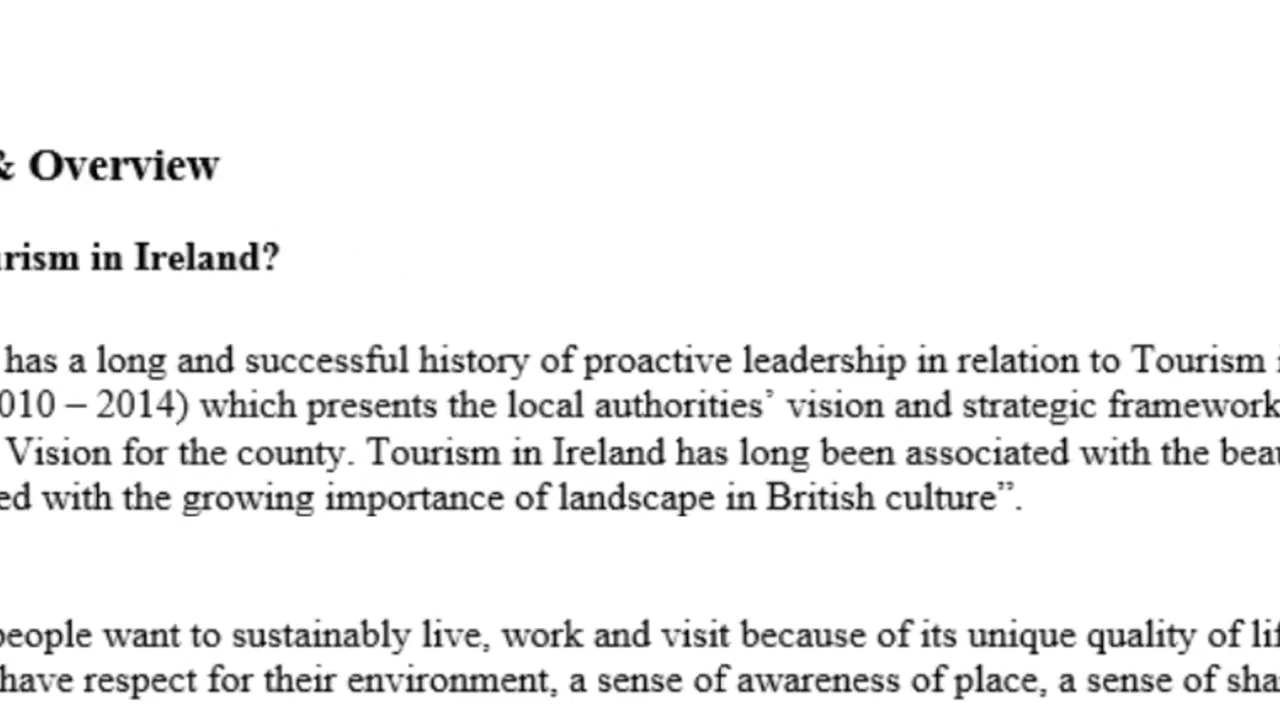 & Overview
rism in Ireland?
has a long and successful history of proactive leadership in relation to Tourism
010 – 2014) which presents the local authorities’ vision and strategic framework
Vision for the county. Tourism in Ireland has long been associated with the beau
ed with the growing importance of landscape in British culture”.
people want to sustainably live, work and visit because of its unique quality of lif
have respect for their environment, a sense of awareness of place, a sense of sha